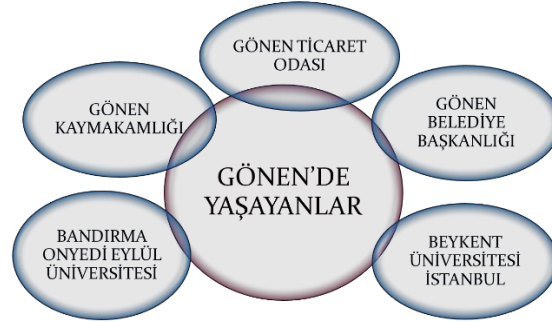 GÖNEN TİCARET
ODASI
GÖNEN
KAYMAKAMLIĞI
GÖNEN
BELEDİYE
BAŞKANLIĞI
GÖNEN’DE
YAŞAYANLAR
BANDIRMA
ONYEDİ EYLÜL
ÜNİVERSİTESİ
BEYKENT
ÜNİVERSİTESİ
İSTANBUL